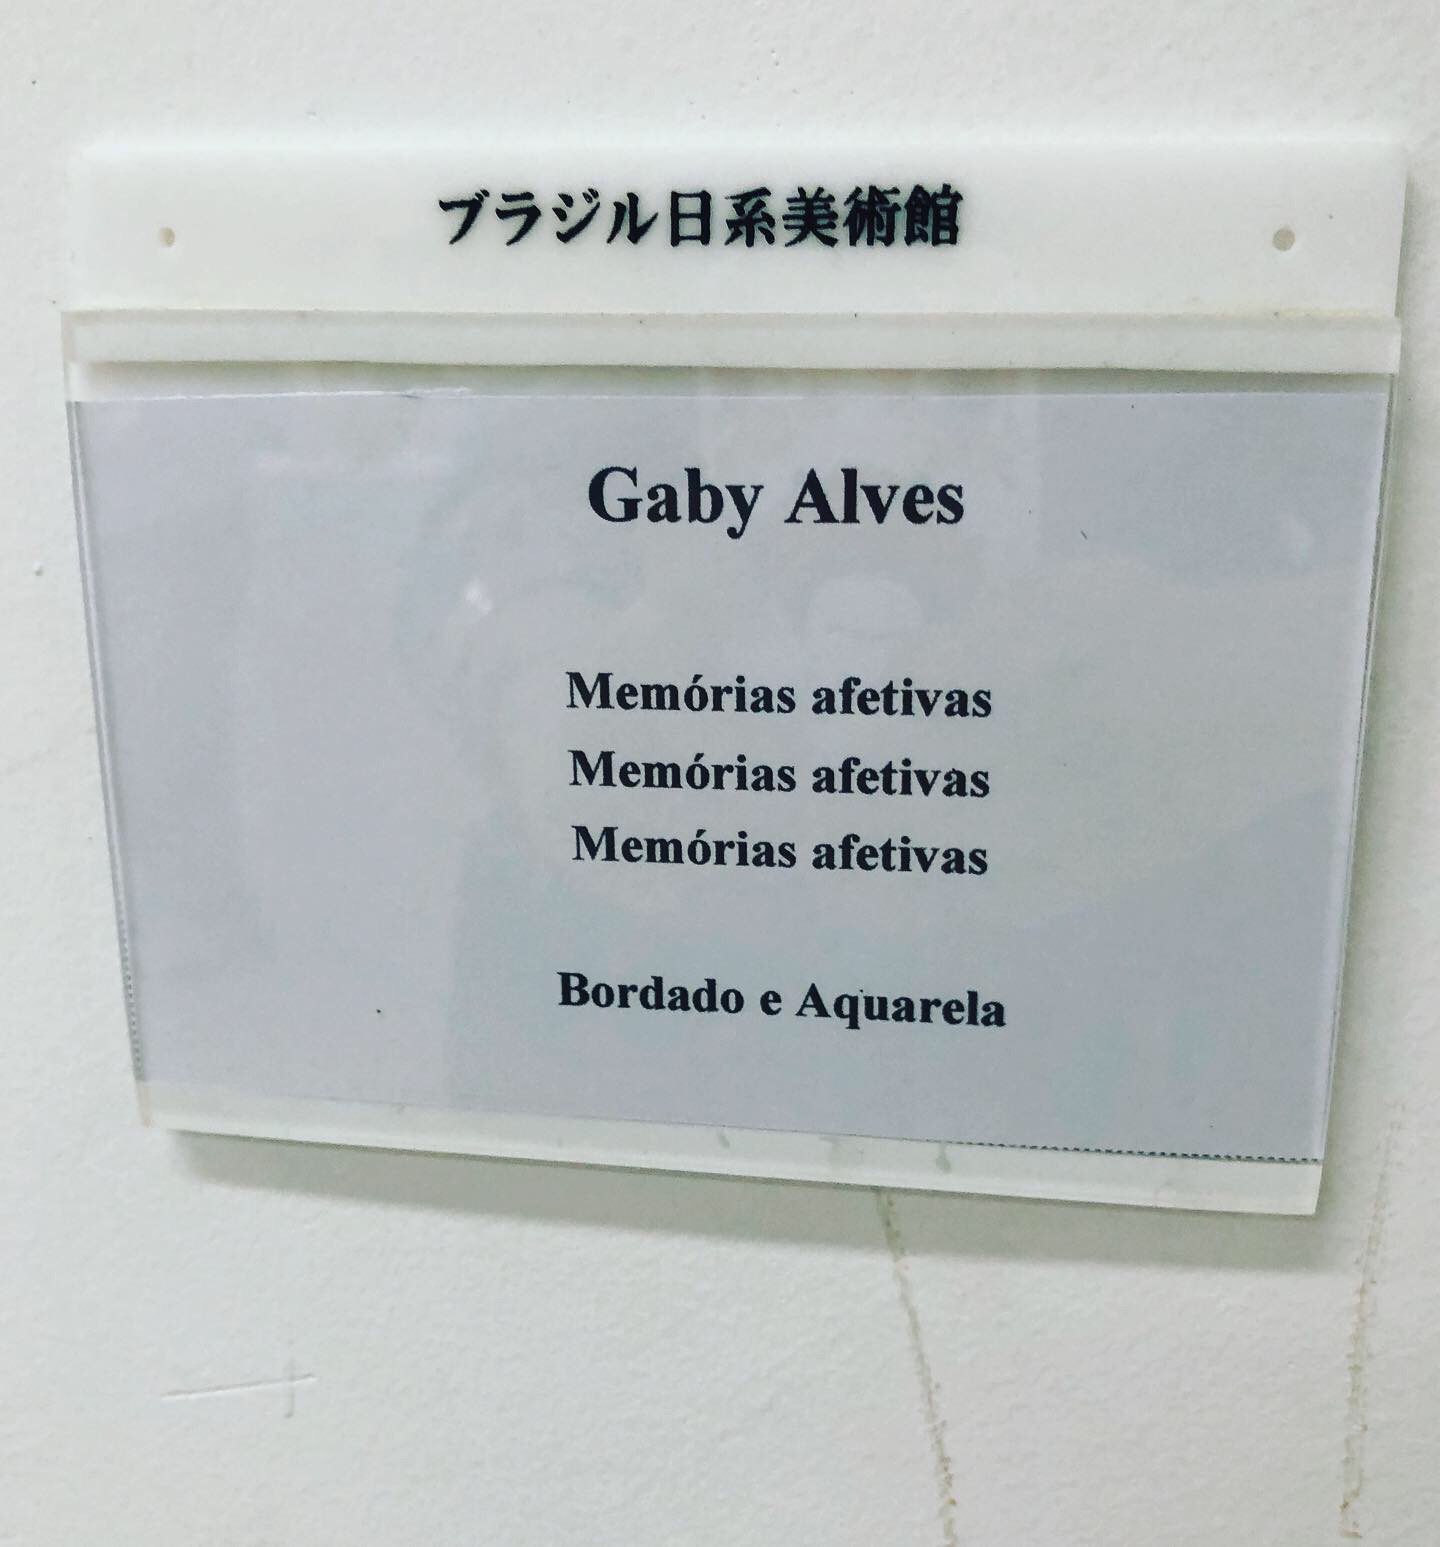 ブラジル日系美術館
Gaby Alves
Memórias afetivas
Memórias afetivas
Memórias afetivas
Bordado e Aquarela